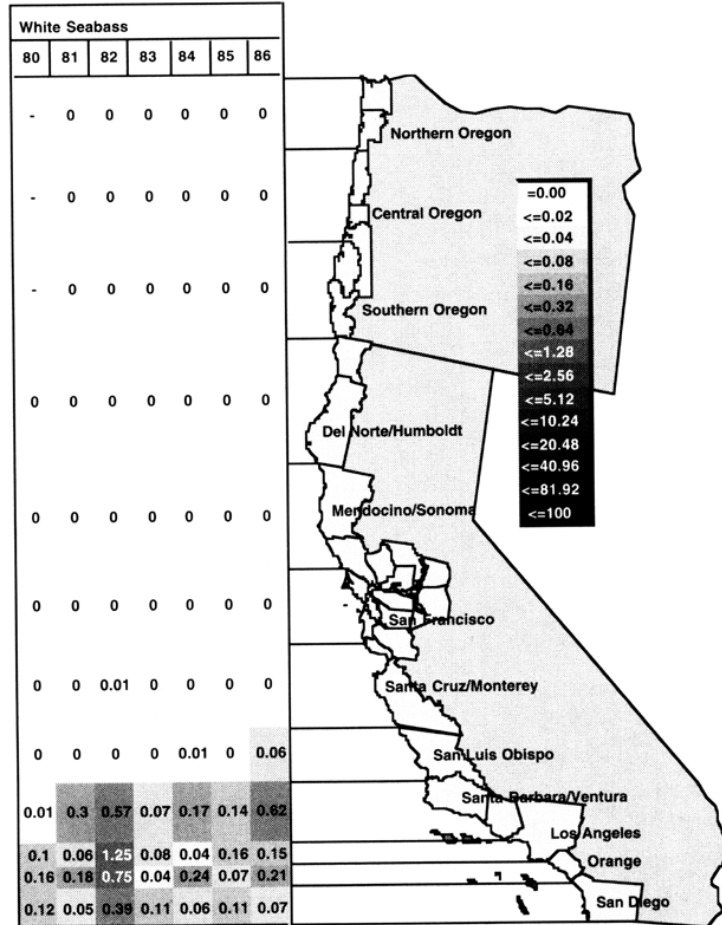 White Seabass
80 81 82 83 84 85 86
- 0 0 0 0 0 0
Northern Oregon
- 0 0 0 0 0 0
Central Oregon
- 0 0 0 0 0 0
Southern Oregon
=0.00
<=0.02
<=0.04
<=0.08
<=0.16
<=0.32
<=0.64
<=1.28
<=2.56
<=5.12
<=10.24
<=20.48
<=40.96
<=81.92
<=100
0 0 0 0 0 0 0
Del Norte/Humboldt
0 0 0 0 0 0 0
Mendocino/Sonoma
0 0 0 0 0 0 0
San Francisco
0 0 0.01 0 0 0 0
Santa Cruz/Monterey
0 0 0 0 0.01 0 0.06
San Luis Obispo
0.01 0.3 0.57 0.07 0.17 0.14 0.62
Santa Barbara/Ventura
0.1 0.06 1.25 0.08 0.04 0.16 0.15
Los Angeles
0.16 0.18 0.75 0.04 0.24 0.07 0.21
Orange
0.12 0.05 0.39 0.11 0.06 0.11 0.07
San Diego